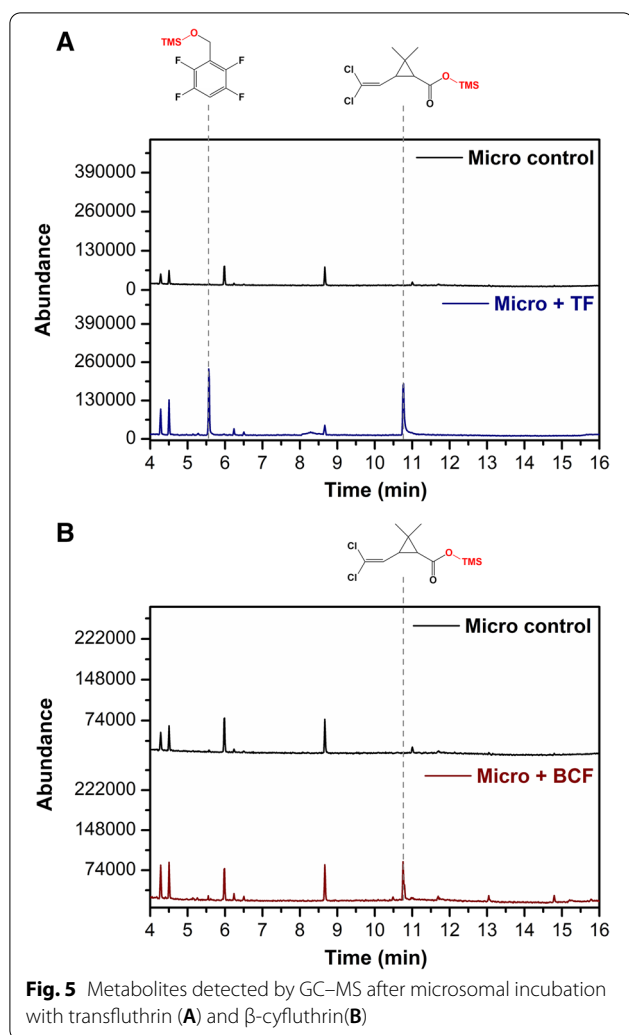 A
TMS
O
F
F
F
F
Cl
Cl
O
O
TMS
Abundance
Micro control
390000
260000
130000
0
Micro + TF
390000
260000
130000
0
4 5 6 7 8 9 10 11 12 13 14 15 16
Time (min)
B
Cl
Cl
O
O
TMS
Abundance
Micro control
222000
148000
74000
Micro + BCF
222000
148000
74000
4 5 6 7 8 9 10 11 12 13 14 15 16
Time (min)
Fig. 5 Metabolites detected by GC–MS after microsomal incubation
with transfluthrin (A) and β-cyfluthrin(B)